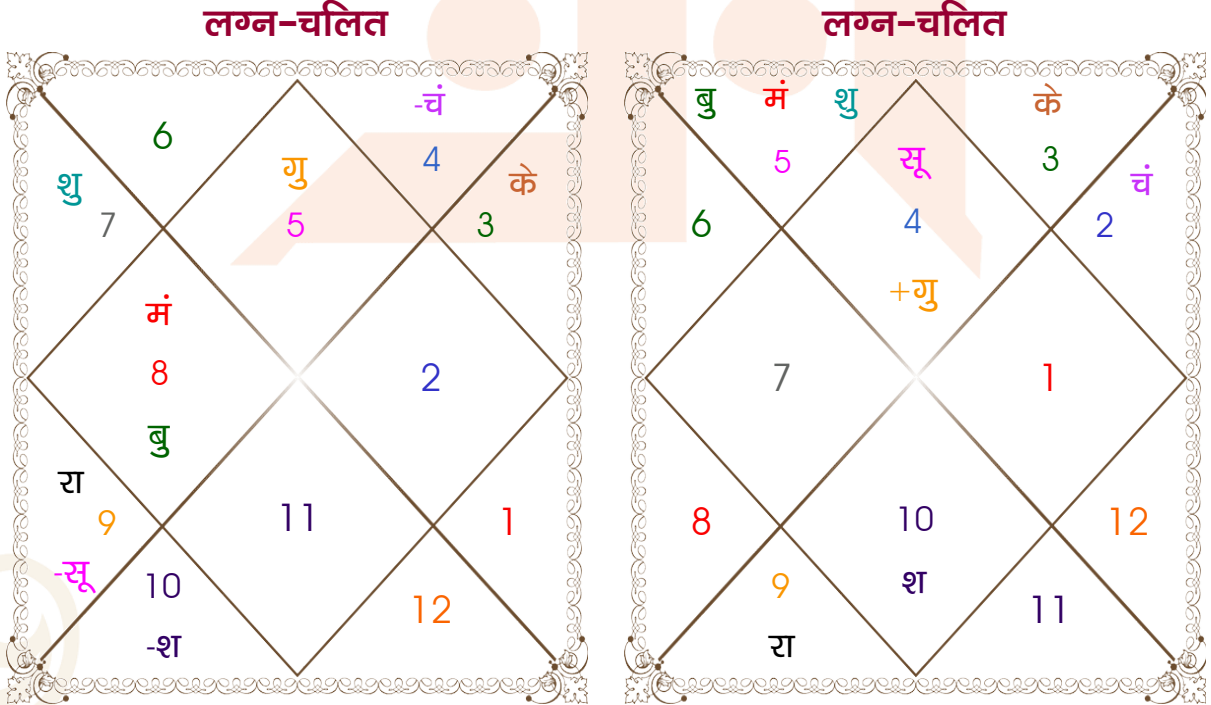 लग्न-चलित
-चं
6
4
गु
के
शु
7
5
3
मं
8
2
बु
रा
9
11
1
-सू
10
12
-श
लग्न-चलित
बु मं शु
के
5
सू
3
चं
6
4
2
+गु
7
1
8
10
12
9
श
11
रा